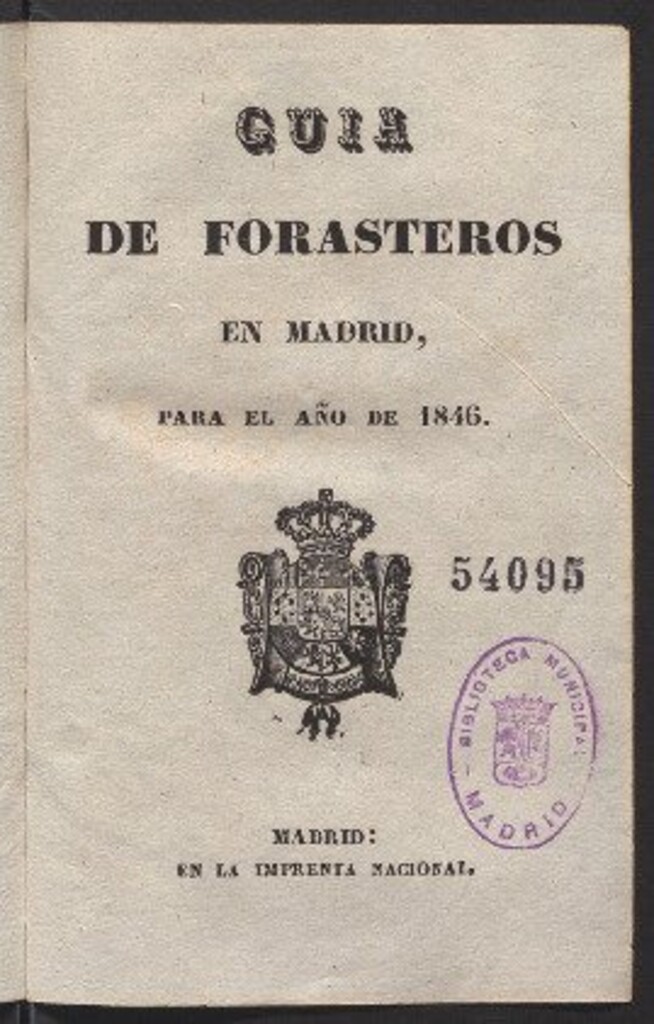 GUIA
DE FORASTEROS
EN MADRID,
PARA EL AÑO DE 1846.
54095
BIBLIOTECA MUNICIPAL
MADRID
MADRID:
EN LA IMPRENTA NACIONAL.